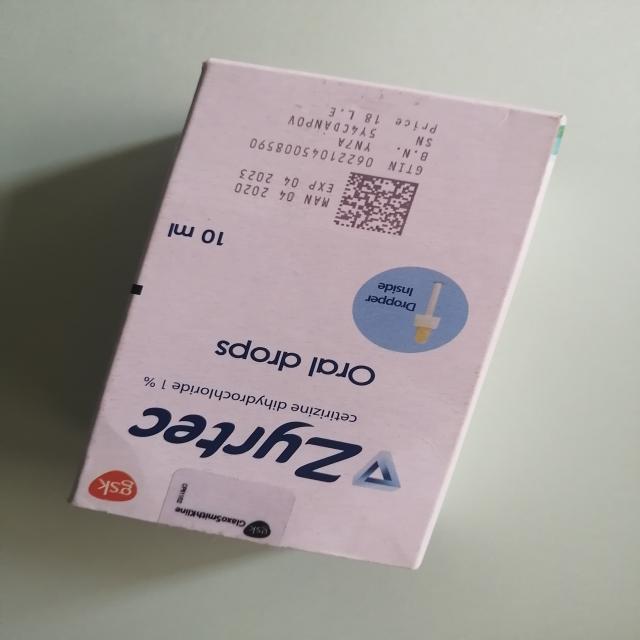 gsk GlaxoSmithKline
gsk
Zyrtec
cetirizine dihydrochloride 1 %
Oral drops
Dropper
Inside
10 ml
MAN 04 2020
EXP 04 2023
GTIN 06221045008590
B.N. YN7A
SN 5Y4CDANP0V
Price 18 L.E